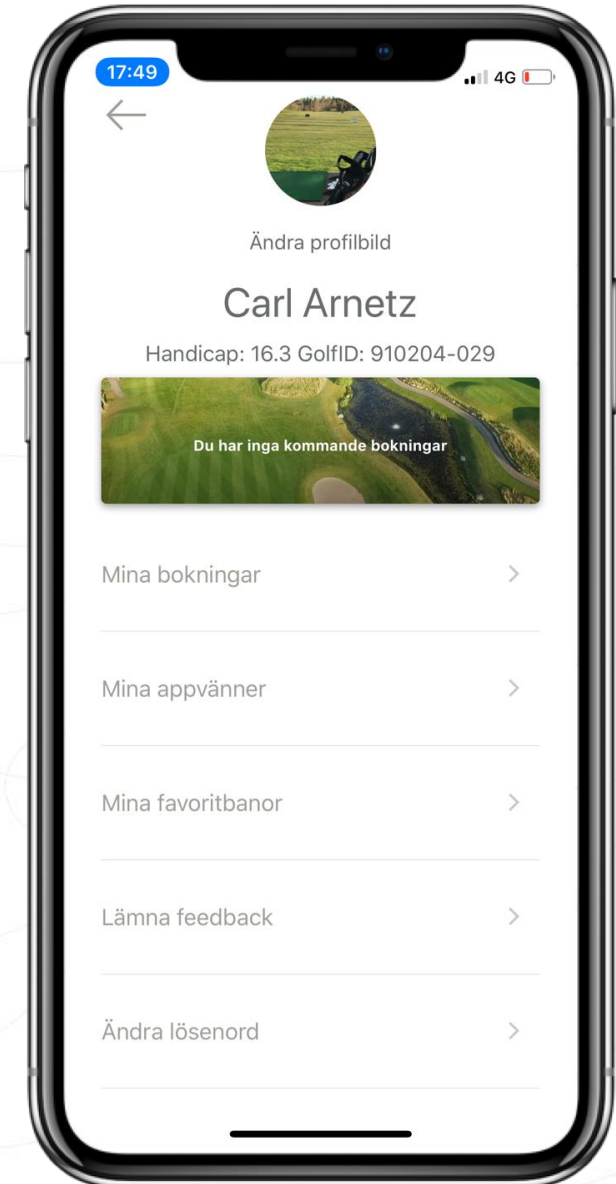 17:49
4G
Ändra profilbild
Carl Arnetz
Handicap: 16.3 GolfID: 910204-029
Du har inga kommande bokningar
Mina bokningar
Mina appvänner
Mina favoritbanor
Lämna feedback
Ändra lösenord